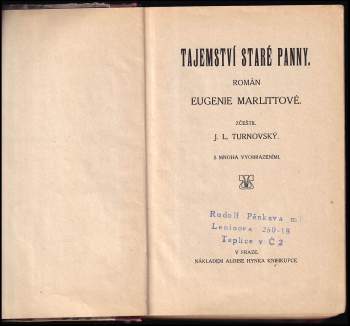 TAJEMSTVÍ STARÉ PANNY.
ROMÁN
EUGENIE MARLITTOVÉ.
ZČEŠTIL
J. L. TURNOVSKÝ.
S MNOHA VYOBRAZENÍMI.
Rudolf Pěnkava ml
Leninova 250-18
Teplice v Č 2
V PRAZE.
NÁKLADEM ALOISE HYNKA KNIHKUPCE.